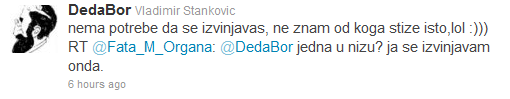 DedaBor Vladimir Stankovic
nema potrebe da se izvinjavas, ne znam od koga stize isto,lol :)))
RT @Fata_M_Organa: @DedaBor jedna u nizu? ja se izvinjavam
onda.
6 hours ago